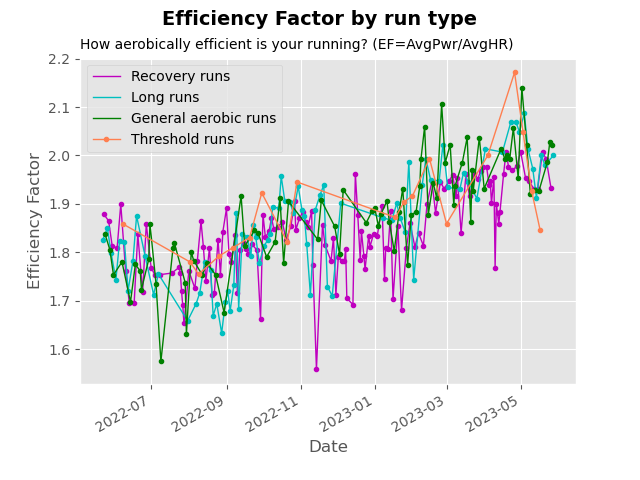 Efficiency Factor by run type
How aerobically efficient is your running? (EF=AvgPwr/AvgHR)
Recovery runs
Long runs
General aerobic runs
Threshold runs
Efficiency Factor
2.2
2.1
2.0
1.9
1.8
1.7
1.6
2022-07
2022-09
2022-11
2023-01
2023-03
2023-05
Date